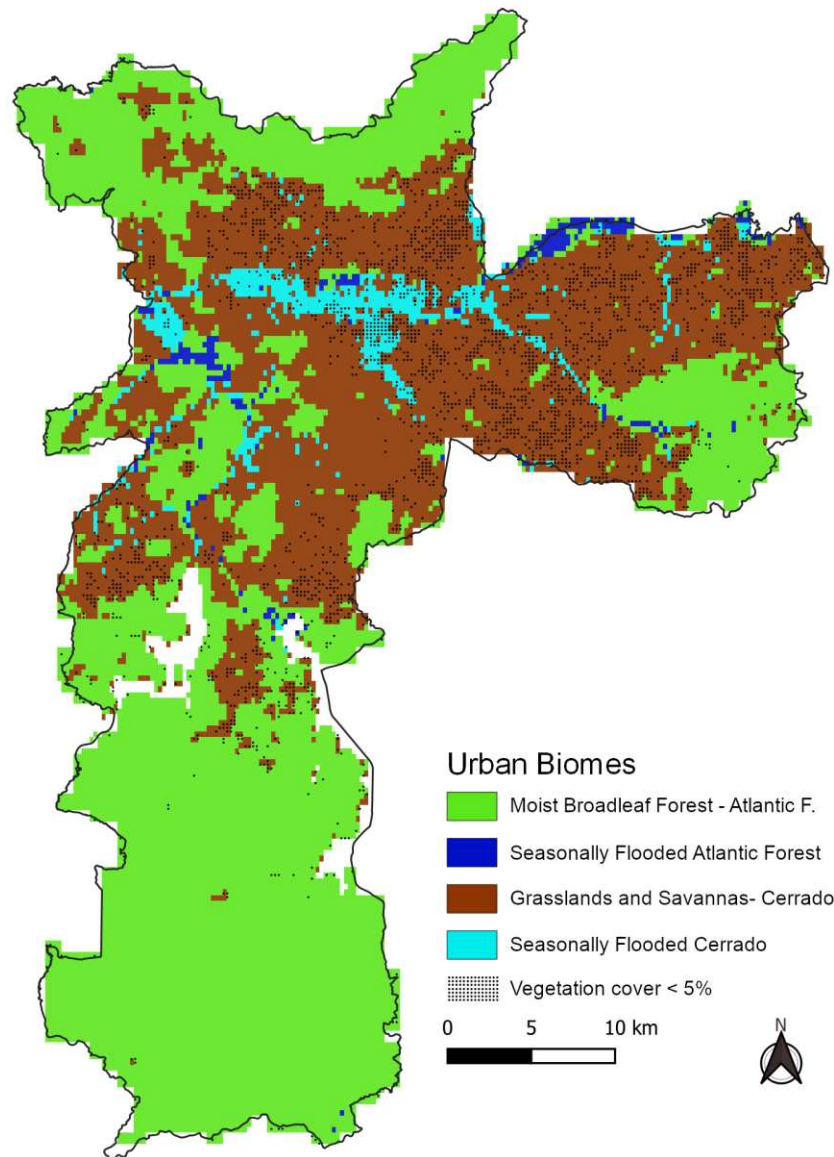 Urban Biomes
Moist Broadleaf Forest - Atlantic F.
Seasonally Flooded Atlantic Forest
Grasslands and Savannas- Cerrado
Seasonally Flooded Cerrado
Vegetation cover < 5%
0 5 10 km
N